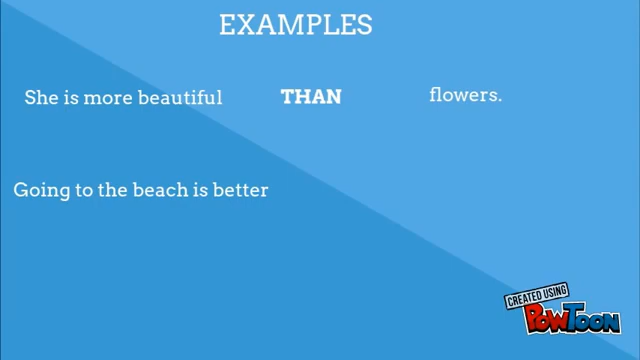 EXAMPLES
She is more beautiful THAN flowers.
Going to the beach is better
CREATED USING
POWTOON